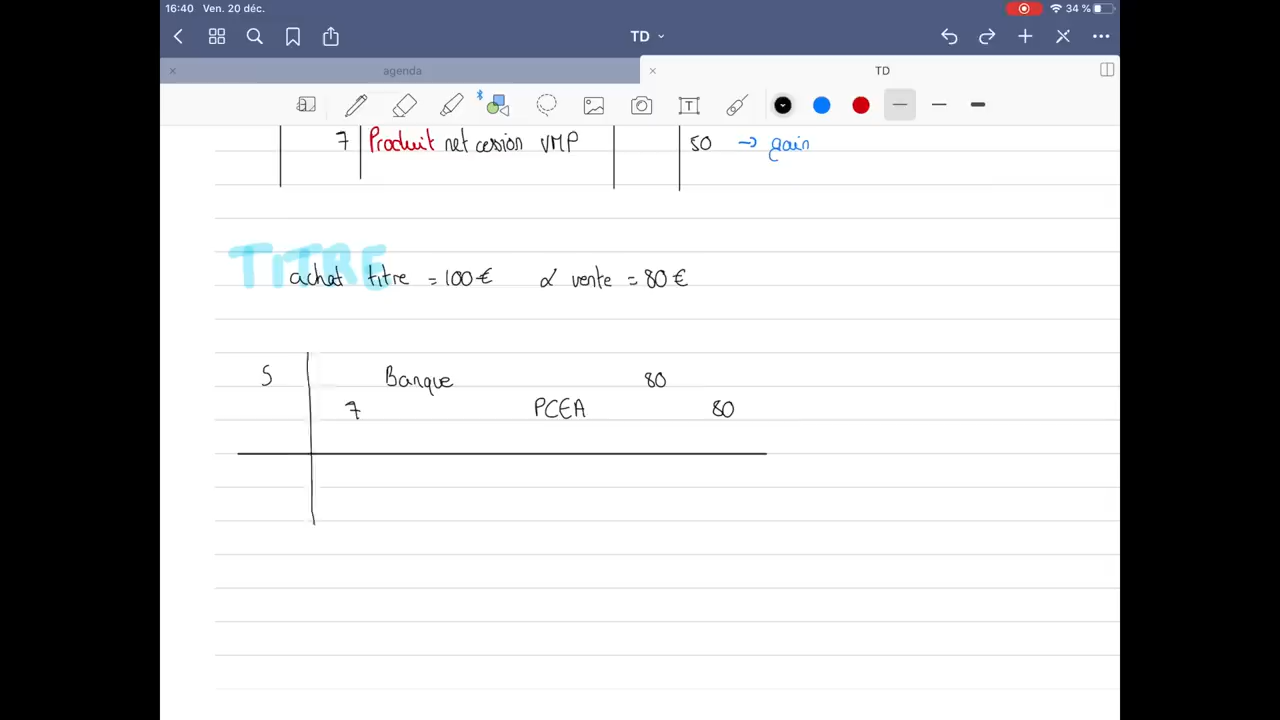 16:40 Ven. 20 déc. 34 %
TD
agenda TD
7 Produit net cession VMP 50 → gain
TITRE
achat titre = 100 € & vente = 80 €
5 Banque 80
7 PCEA 80